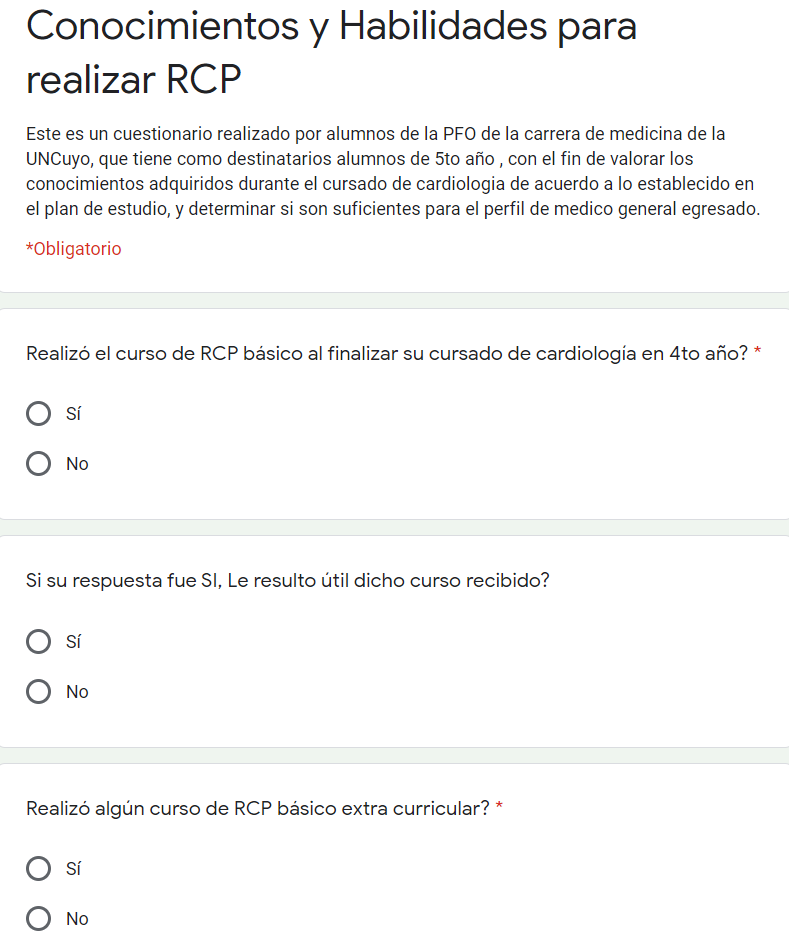 Conocimientos y Habilidades para
realizar RCP
Este es un cuestionario realizado por alumnos de la PFO de la carrera de medicina de la
UNCuyo, que tiene como destinatarios alumnos de 5to año , con el fin de valorar los
conocimientos adquiridos durante el cursado de cardiologia de acuerdo a lo establecido en
el plan de estudio, y determinar si son suficientes para el perfil de medico general egresado.
*Obligatorio
Realizó el curso de RCP básico al finalizar su cursado de cardiología en 4to año? *
Sí
No
Si su respuesta fue SI, Le resulto útil dicho curso recibido?
Sí
No
Realizó algún curso de RCP básico extra curricular? *
Sí
No